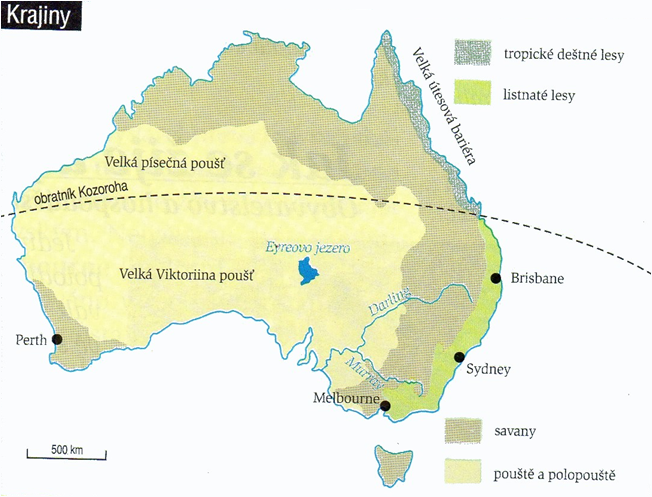 Krajiny
tropické deštné lesy
listnaté lesy
Velká útesová bariéra
Velká písečná poušť
obratník Kozoroha
Eyreovo jezero
Velká Viktoriina poušť
Brisbane
Darling
Perth
Murray
Sydney
Melbourne
savany
500 km
pouště a polopouště